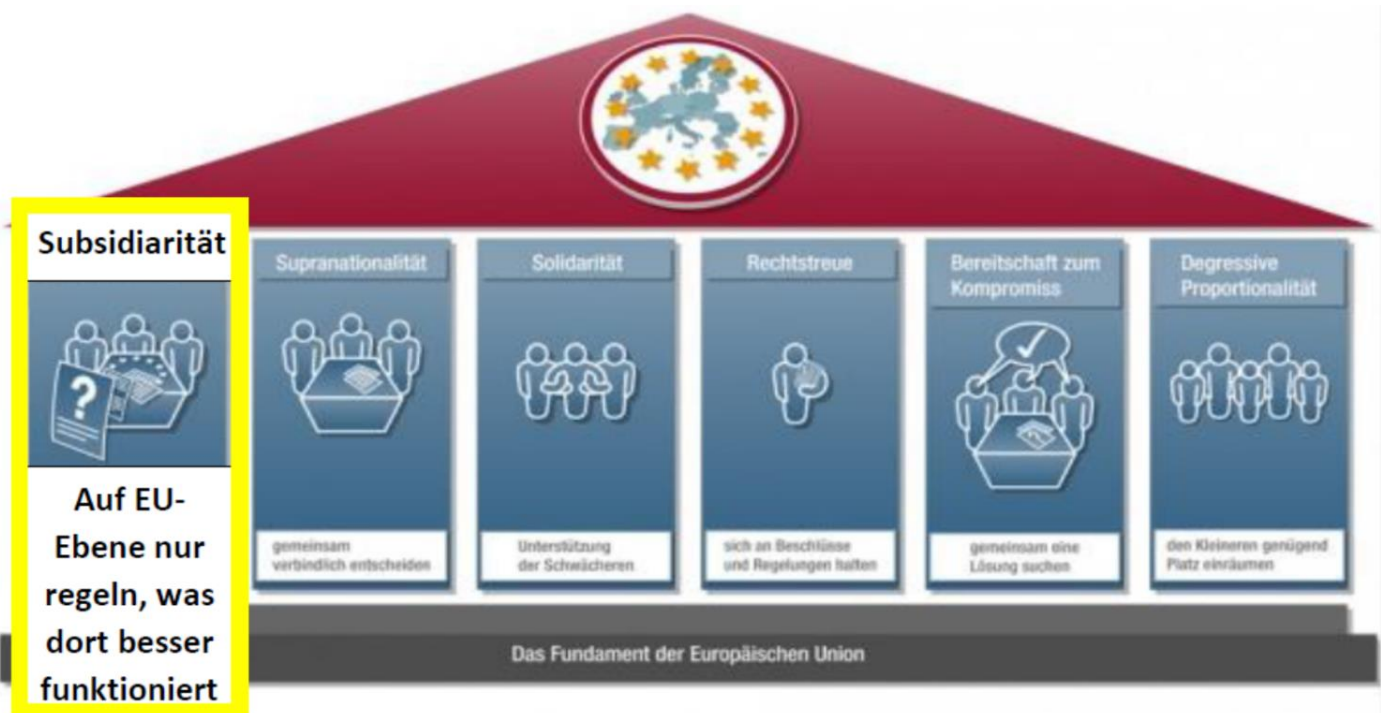 Subsidiarität
?
Auf EU-
Ebene nur
regeln, was
dort besser
funktioniert
Supranationalität
gemeinsam
verbindlich entscheiden
Solidarität
Unterstützung
der Schwächeren
Rechtstreue
sich an Beschlüsse
und Regelungen halten
Bereitschaft zum
Kompromiss
gemeinsam eine
Lösung suchen
Degressive
Proportionalität
den Kleineren genügend
Platz einräumen
Das Fundament der Europäischen Union